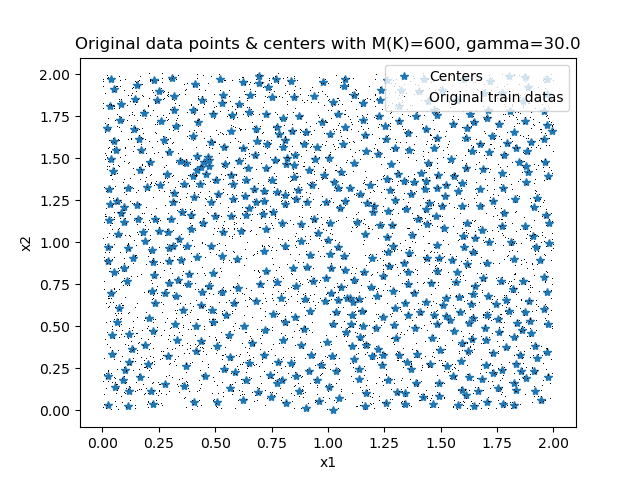 Original data points & centers with M(K)=600, gamma=30.0
Centers
Original train datas
2.00
1.75
1.50
1.25
1.00
0.75
0.50
0.25
0.00
x2
0.00 0.25 0.50 0.75 1.00 1.25 1.50 1.75 2.00
x1